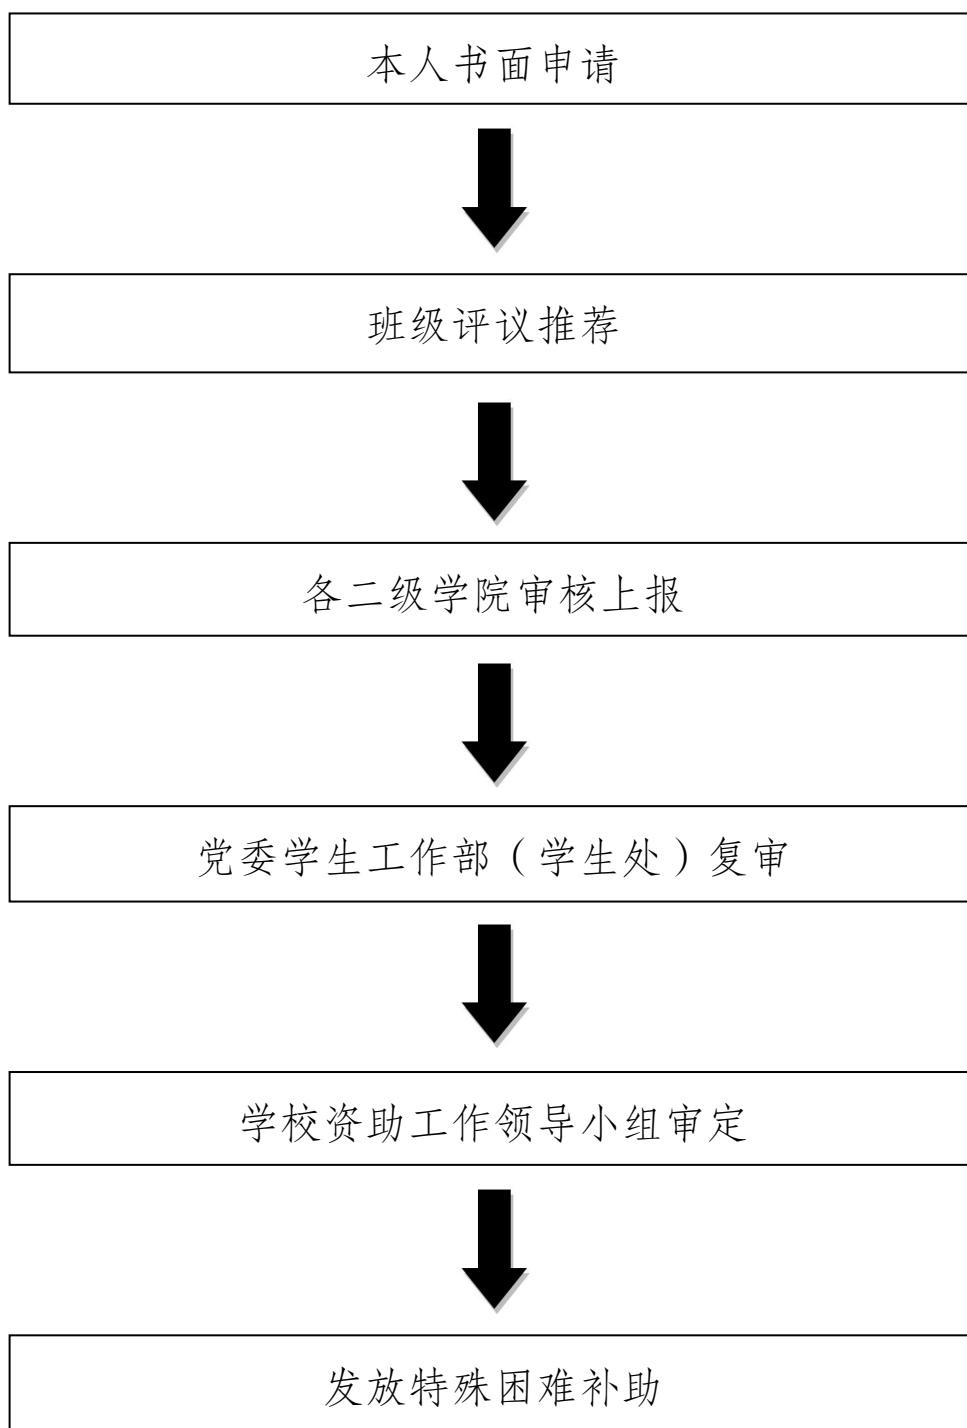 本人书面申请
班级评议推荐
各二级学院审核上报
党委学生工作部（学生处）复审
学校资助工作领导小组审定
发放特殊困难补助